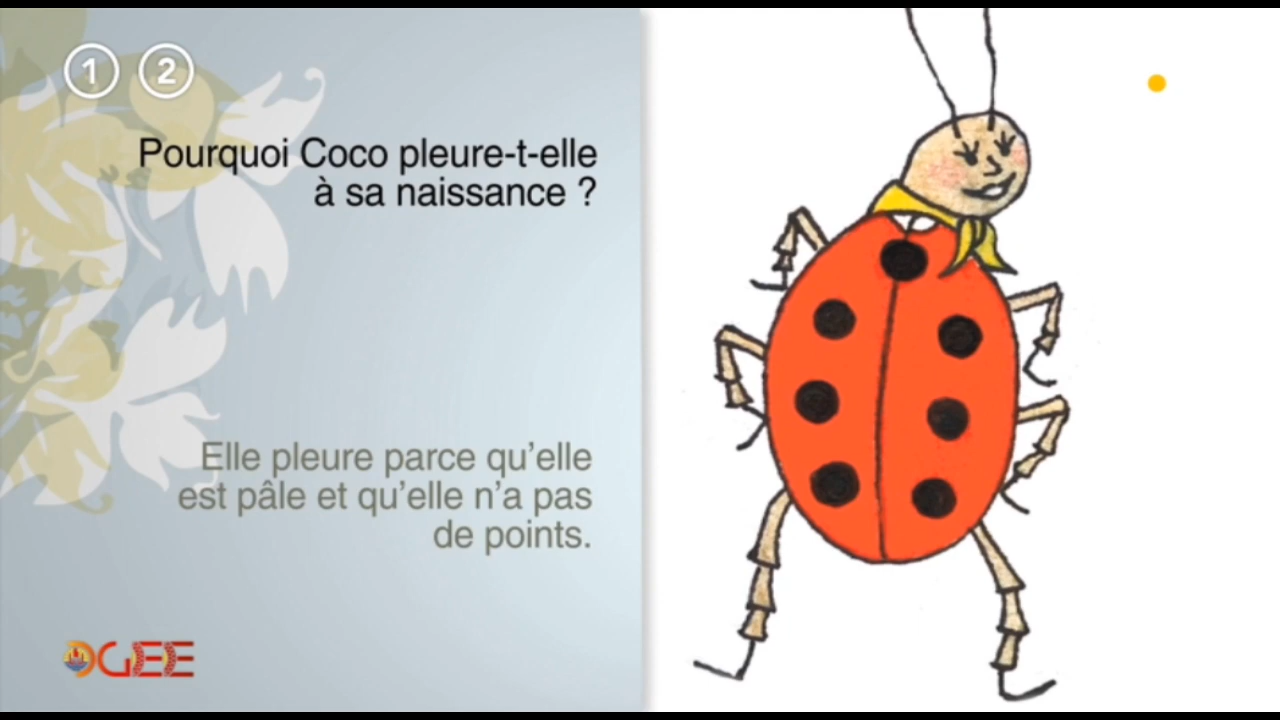 1 2
Pourquoi Coco pleure-t-elle
à sa naissance ?
Elle pleure parce qu’elle
est pâle et qu’elle n’a pas
de points.
DGEE